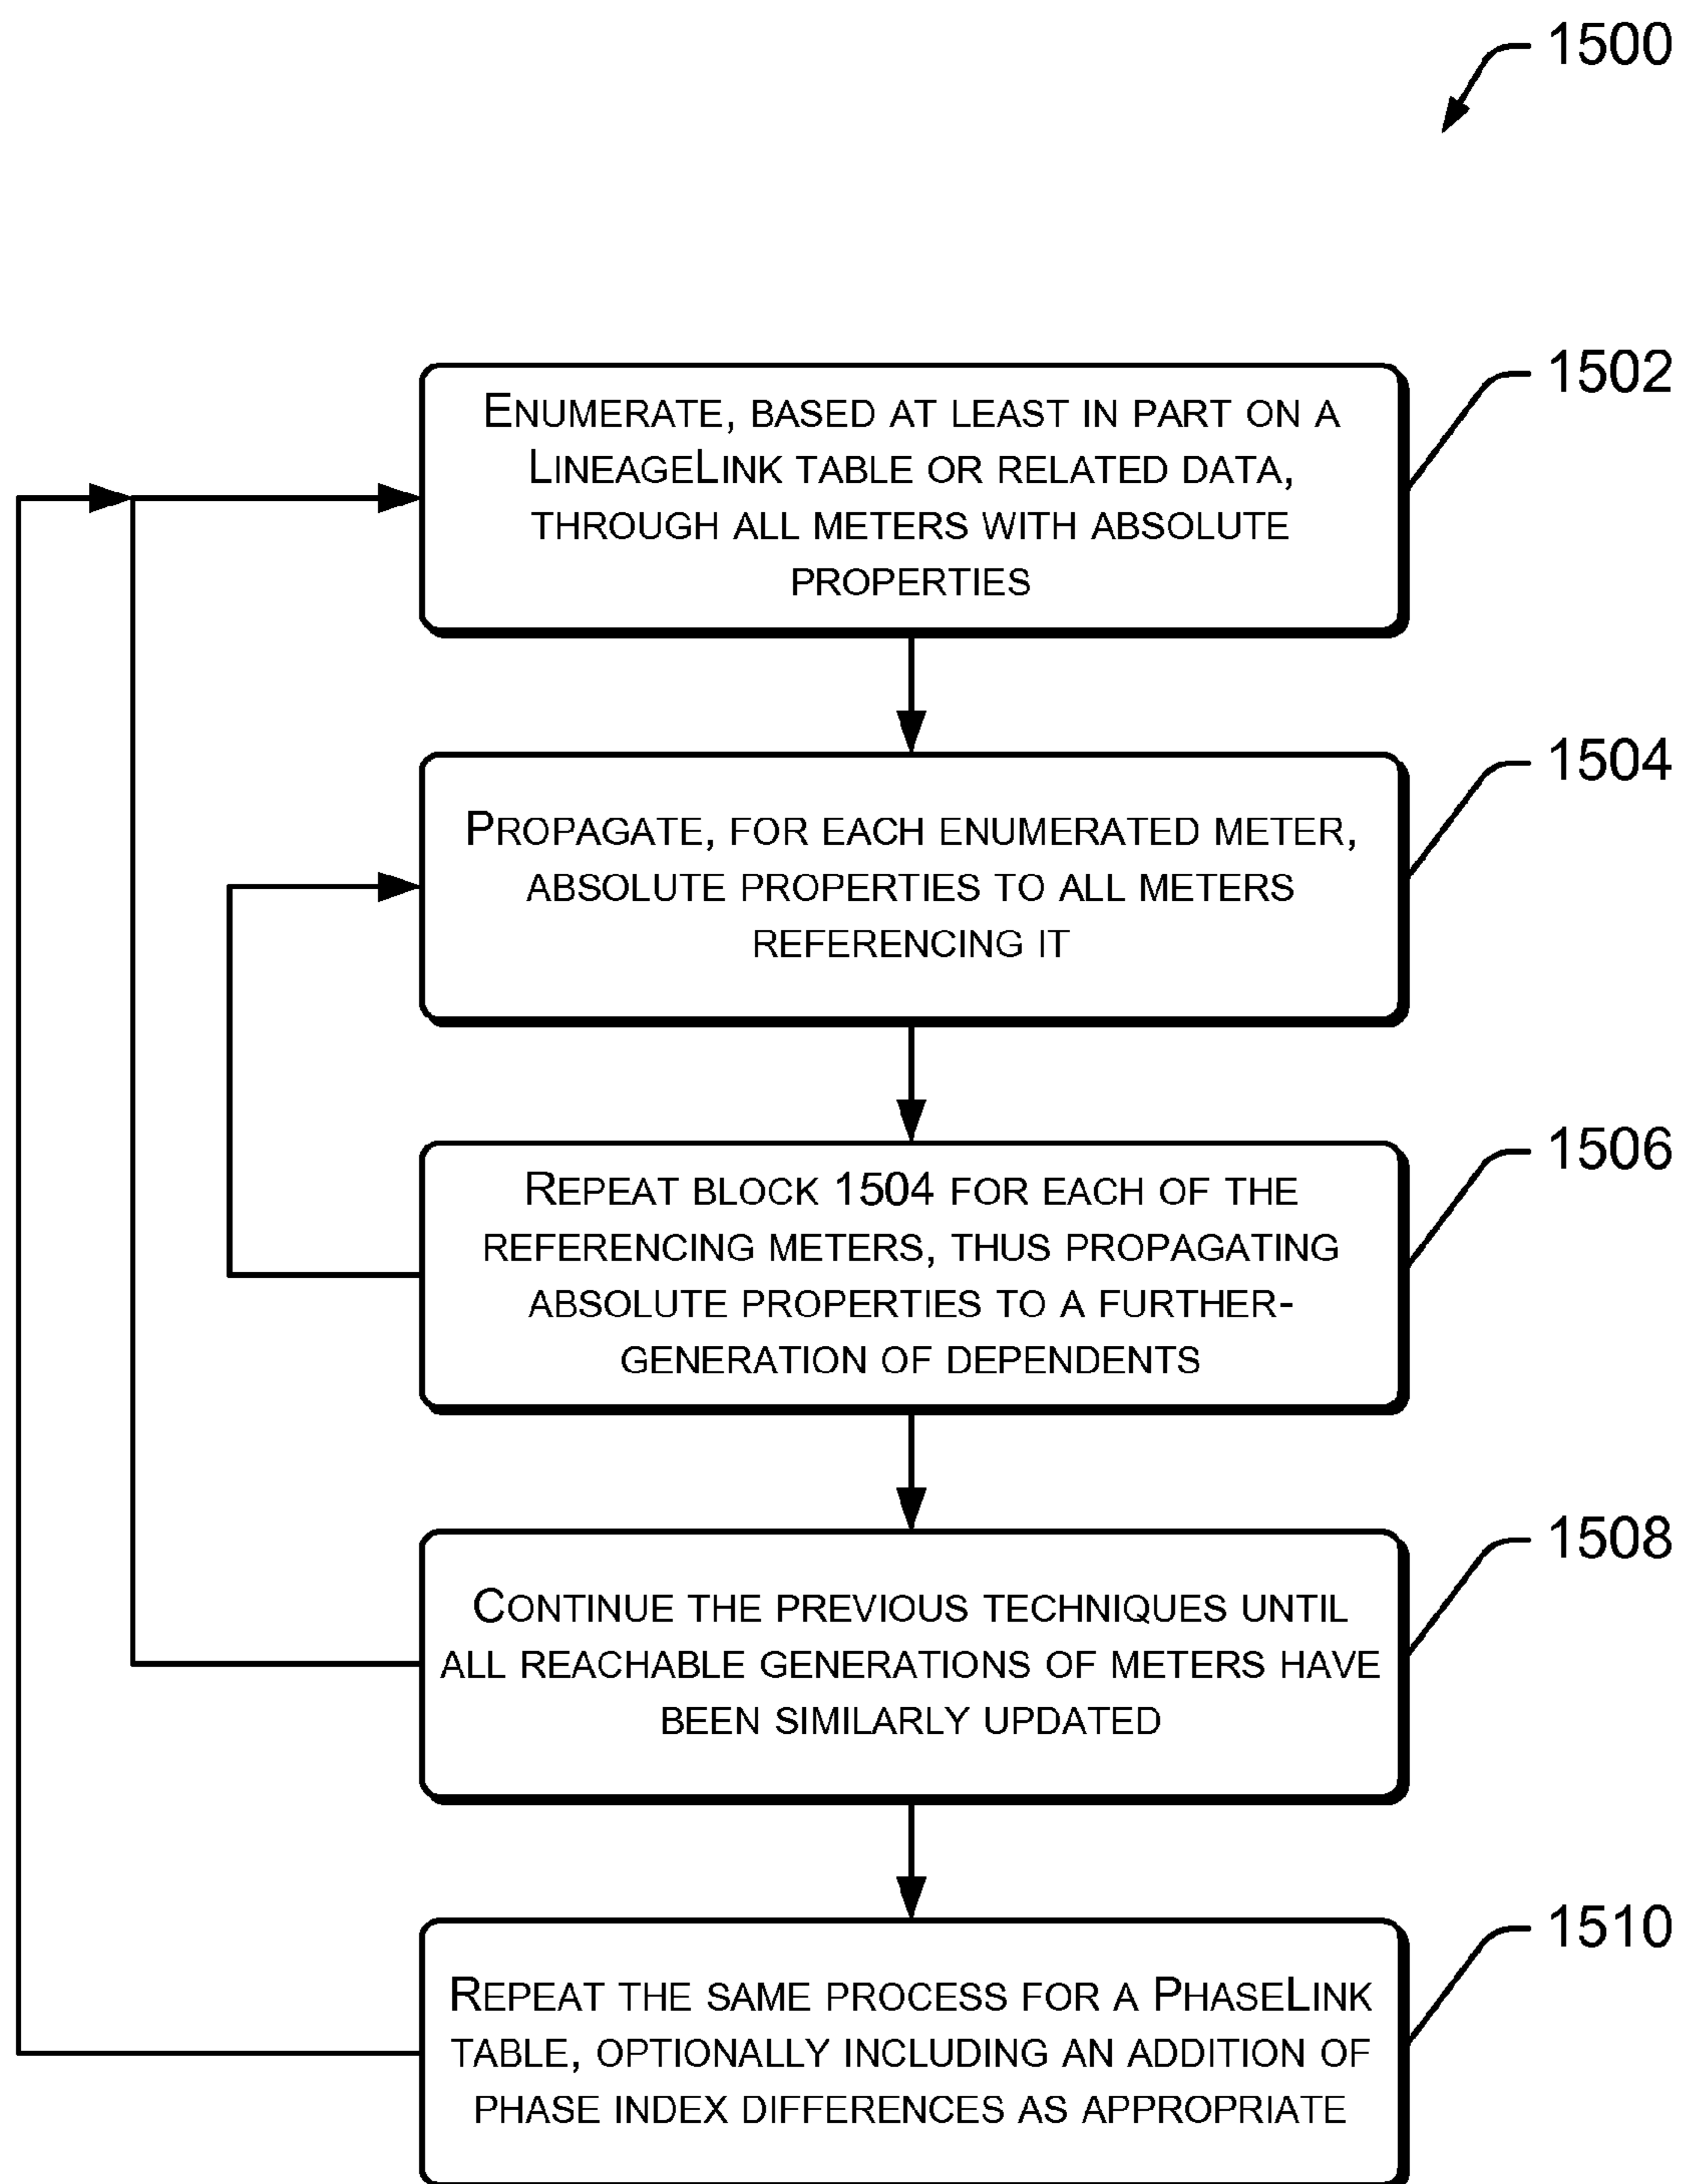 1500
1502
ENUMERATE, BASED AT LEAST IN PART ON A
LINEAGELINK TABLE OR RELATED DATA,
THROUGH ALL METERS WITH ABSOLUTE
PROPERTIES
1504
PROPAGATE, FOR EACH ENUMERATED METER,
ABSOLUTE PROPERTIES TO ALL METERS
REFERENCING IT
1506
REPEAT BLOCK 1504 FOR EACH OF THE
REFERENCING METERS, THUS PROPAGATING
ABSOLUTE PROPERTIES TO A FURTHER-
GENERATION OF DEPENDENTS
1508
CONTINUE THE PREVIOUS TECHNIQUES UNTIL
ALL REACHABLE GENERATIONS OF METERS HAVE
BEEN SIMILARLY UPDATED
1510
REPEAT THE SAME PROCESS FOR A PHASELINK
TABLE, OPTIONALLY INCLUDING AN ADDITION OF
PHASE INDEX DIFFERENCES AS APPROPRIATE